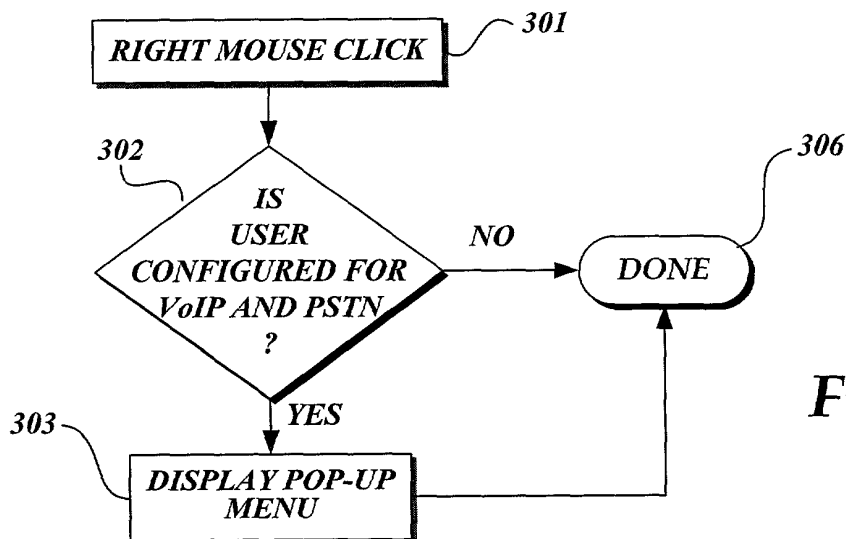 301
RIGHT MOUSE CLICK
302
306
IS
USER
CONFIGURED FOR
VoIP AND PSTN
?
NO
DONE
F
YES
303
DISPLAY POP-UP
MENU